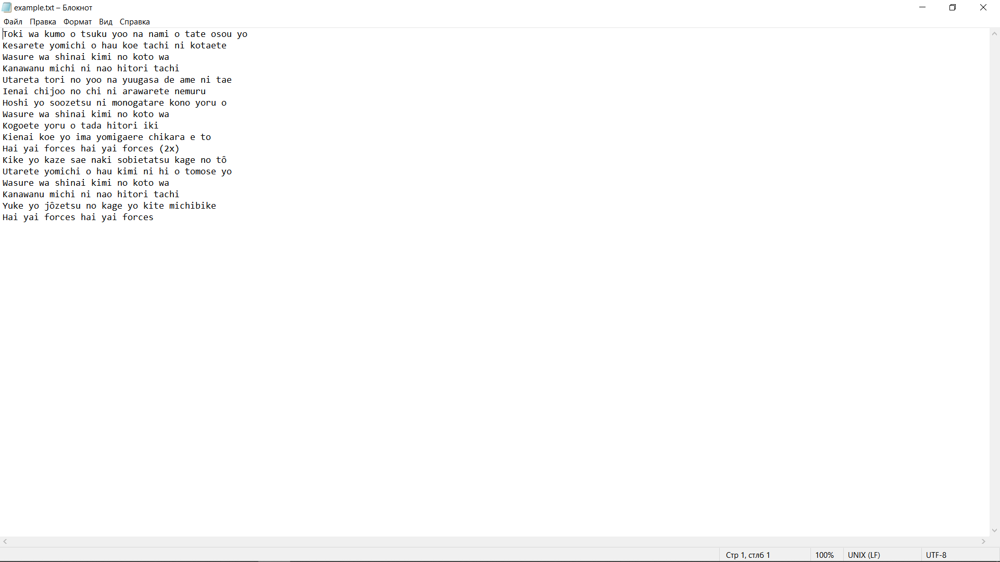 example.txt – Блокнот
Файл Правка Формат Вид Справка
Toki wa kumo o tsuku yoo na nami o tate osou yo
Kesarete yomichi o hau koe tachi ni kotaete
Wasure wa shinai kimi no koto wa
Kanawanu michi ni nao hitori tachi
Utareta tori no yoo na yuugasa de ame ni tae
Ienai chijoo no chi ni arawarete nemuru
Hoshi yo soozetsu ni monogatare kono yoru o
Wasure wa shinai kimi no koto wa
Kogoete yoru o tada hitori iki
Kienai koe yo ima yomigaere chikara e to
Hai yai forces hai yai forces (2x)
Kike yo kaze sae naki sobietatsu kage no tô
Utarete yomichi o hau kimi ni hi o tomose yo
Wasure wa shinai kimi no koto wa
Kanawanu michi ni nao hitori tachi
Yuke yo jôzetsu no kage yo kite michibike
Hai yai forces hai yai forces
Стр 1, стлб 1 100% UNIX (LF) UTF-8